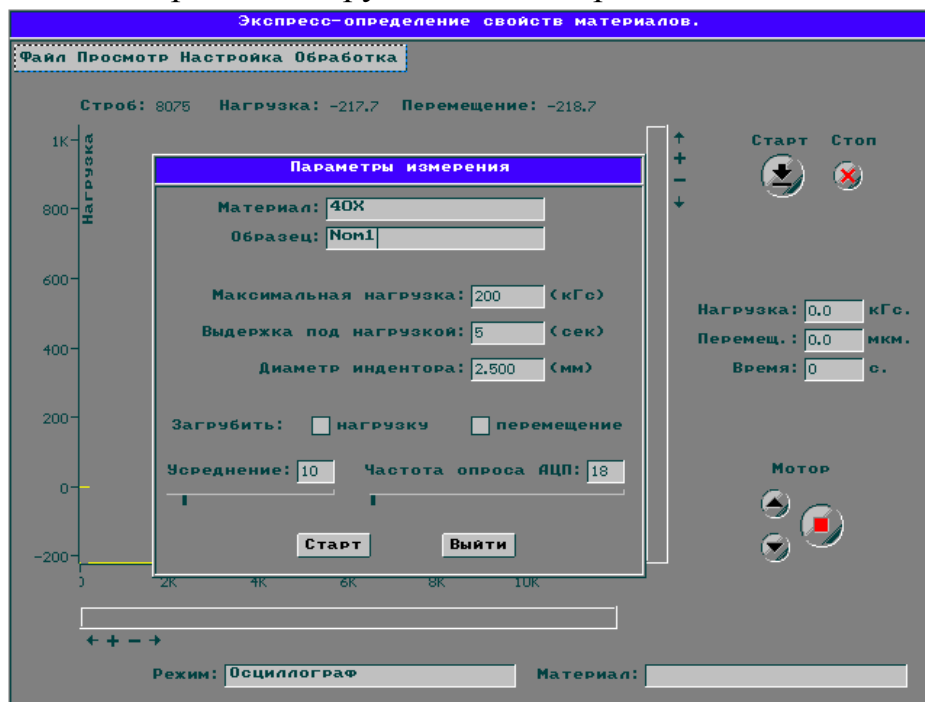 Экспресс-определение свойств материалов.
Файл Просмотр Настройка Обработка
Строб: 8075 Нагрузка: -217.7 Перемещение: -218.7
Нагрузка
1K
800
600
400
200
0
-200
Параметры измерения
Материал: 40X
Образец: Nom1
Максимальная нагрузка: 200 (кГс)
Выдержка под нагрузкой: 5 (сек)
Диаметр индентора: 2.500 (мм)
Загрубить: нагрузку перемещение
Усреднение: 10 Частота опроса АЦП: 18
Старт Выйти
Старт Стоп
Нагрузка: 0.0 кГс.
Перемещ.: 0.0 мкм.
Время: 0 с.
Мотор
2K 4K 6K 8K 10K
Режим: Осциллограф Материал: